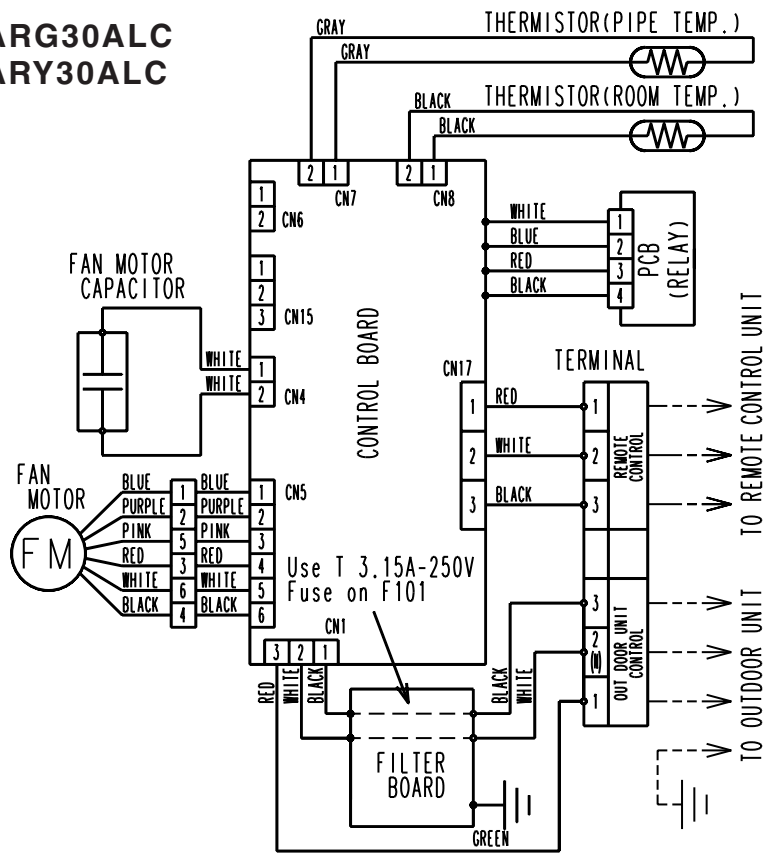 ARG30ALC
ARY30ALC
GRAY
THERMISTOR(PIPE TEMP.)
GRAY
BLACK
THERMISTOR(ROOM TEMP.)
BLACK
2 1
CN7
2 1
CN8
1
2
CN6
1
2
3
CN15
FAN MOTOR
CAPACITOR
WHITE
WHITE
1
2
CN4
CONTROL BOARD
WHITE
BLUE
RED
BLACK
1
2
3
4
PCB
(RELAY)
CN17
1
2
3
RED
WHITE
BLACK
TERMINAL
1
2
3
REMOTE
CONTROL
TO REMOTE CONTROL UNIT
FAN
MOTOR
FM
BLUE 1 BLUE 1
PURPLE 2 PURPLE 2
PINK 5 PINK 3
RED 3 RED 4
WHITE 6 WHITE 5
BLACK 4 BLACK 6
CN5
Use T 3.15A-250V
Fuse on F101
CN1
3 2 1
RED
WHITE
BLACK
BLACK
WHITE
3
2
(N)
1
OUT DOOR UNIT
CONTROL
TO OUTDOOR UNIT
FILTER
BOARD
GREEN